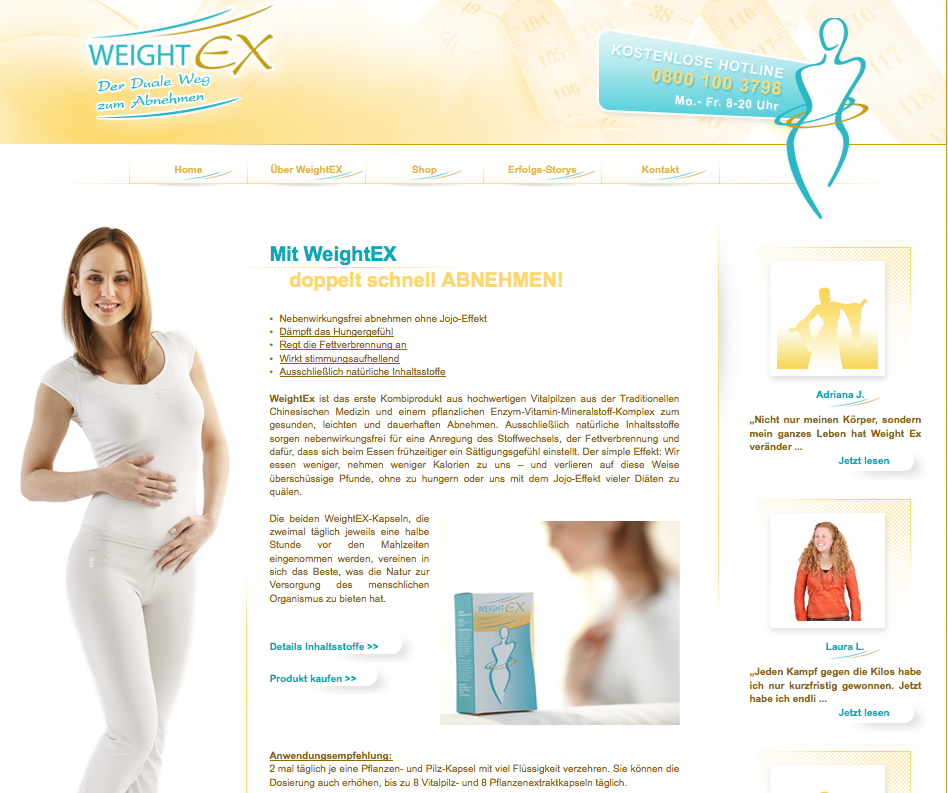 WEIGHT EX
Der Duale Weg
zum Abnehmen
KOSTENLOSE HOTLINE
0800 100 3798
Mo.- Fr. 8-20 Uhr
Home
Über WeightEX
Shop
Erfolgs-Storys
Kontakt
Mit WeightEX
doppelt schnell ABNEHMEN!
• Nebenwirkungsfrei abnehmen ohne Jojo-Effekt
• Dämpft das Hungergefühl
• Regt die Fettverbrennung an
• Wirkt stimmungsaufhellend
• Ausschließlich natürliche Inhaltsstoffe
WeightEx ist das erste Kombiprodukt aus hochwertigen Vitalpilzen aus der Traditionellen
Chinesischen Medizin und einem pflanzlichen Enzym-Vitamin-Mineralstoff-Komplex zum
gesunden, leichten und dauerhaften Abnehmen. Ausschließlich natürliche Inhaltsstoffe
sorgen nebenwirkungsfrei für eine Anregung des Stoffwechsels, der Fettverbrennung und
dafür, dass sich beim Essen frühzeitiger ein Sättigungsgefühl einstellt. Der simple Effekt: Wir
essen weniger, nehmen weniger Kalorien zu uns – und verlieren auf diese Weise
überschüssige Pfunde, ohne zu hungern oder uns mit dem Jojo-Effekt vieler Diäten zu
quälen.
Die beiden WeightEX-Kapseln, die
zweimal täglich jeweils eine halbe
Stunde vor den Mahlzeiten
eingenommen werden, vereinen in
sich das Beste, was die Natur zur
Versorgung des menschlichen
Organismus zu bieten hat.
WEIGHT EX
Details Inhaltsstoffe >>
Produkt kaufen >>
Anwendungsempfehlung:
2 mal täglich je eine Pflanzen- und Pilz-Kapsel mit viel Flüssigkeit verzehren. Sie können die
Dosierung auch erhöhen, bis zu 8 Vitalpilz- und 8 Pflanzenextraktkapseln täglich.
Adriana J.
„Nicht nur meinen Körper, sondern
mein ganzes Leben hat Weight Ex
veränder ...
Jetzt lesen
Laura L.
„Jeden Kampf gegen die Kilos habe
ich nur kurzfristig gewonnen. Jetzt
habe ich endli ...
Jetzt lesen